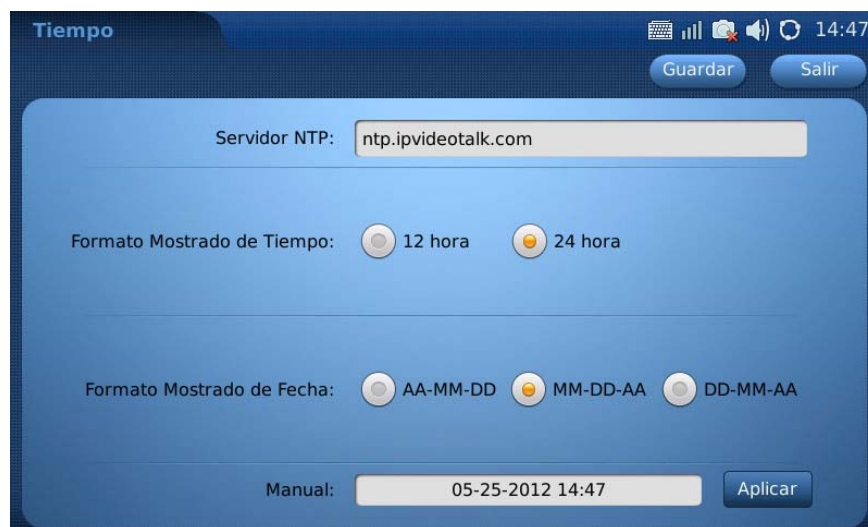 Tiempo 14:47
Guardar Salir
Servidor NTP: ntp.ipvideotalk.com
Formato Mostrado de Tiempo: 12 hora 24 hora
Formato Mostrado de Fecha: AA-MM-DD MM-DD-AA DD-MM-AA
Manual: 05-25-2012 14:47 Aplicar